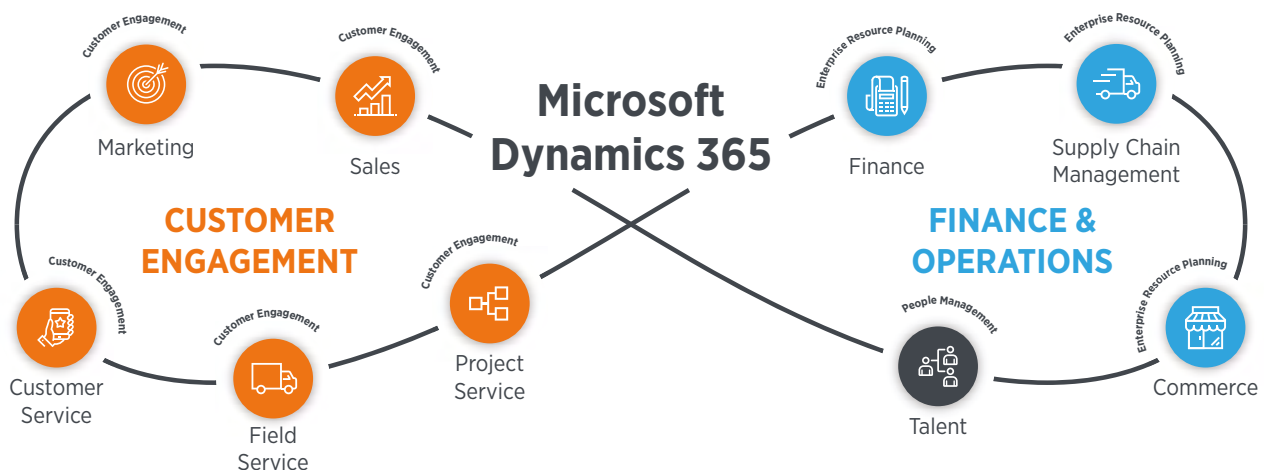 Customer Engagement
Marketing
Customer Engagement
Sales
Microsoft
Dynamics 365
Enterprise Resource Planning
Finance
Enterprise Resource Planning
Supply Chain
Management
CUSTOMER
ENGAGEMENT
FINANCE &
OPERATIONS
Customer Engagement
Customer
Service
Customer Engagement
Field
Service
Customer Engagement
Project
Service
People Management
Talent
Enterprise Resource Planning
Commerce